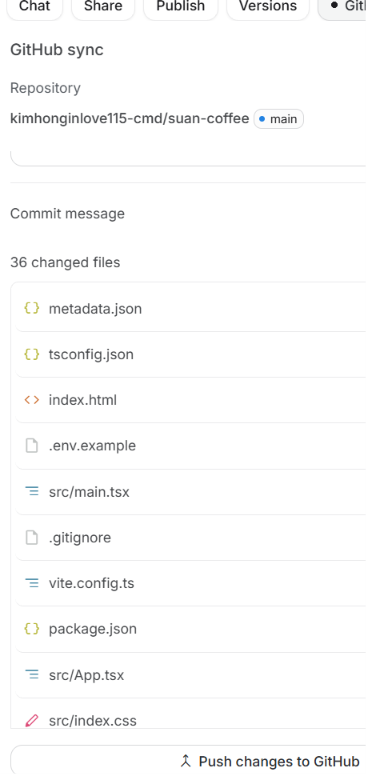 Chat
Share
Publish
Versions
GitHub sync
Repository
kimhonginlove115-cmd/suan-coffee
main
Commit message
36 changed files
metadata.json
tsconfig.json
index.html
.env.example
src/main.tsx
.gitignore
vite.config.ts
package.json
src/App.tsx
src/index.css
Push changes to GitHub